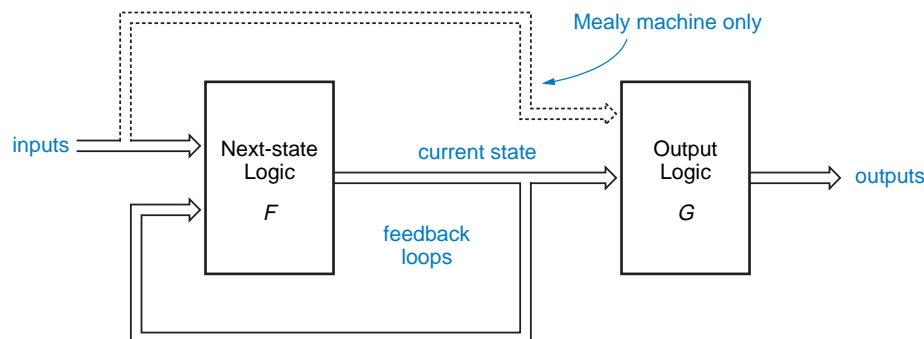 Mealy machine only
inputs
Next-state
Logic
F
current state
feedback
loops
Output
Logic
G
outputs